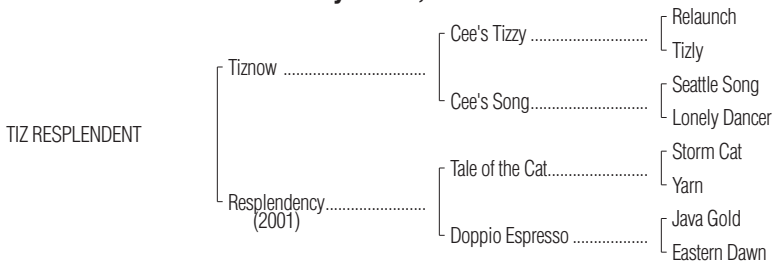 Relaunch
Cee's Tizzy ............................
Tizly
Tiznow ..................................
Seattle Song
Cee's Song............................
Lonely Dancer
TIZ RESPLENDENT
Storm Cat
Tale of the Cat........................
Yarn
Resplendency........................
(2001)
Java Gold
Doppio Espresso ..................
Eastern Dawn